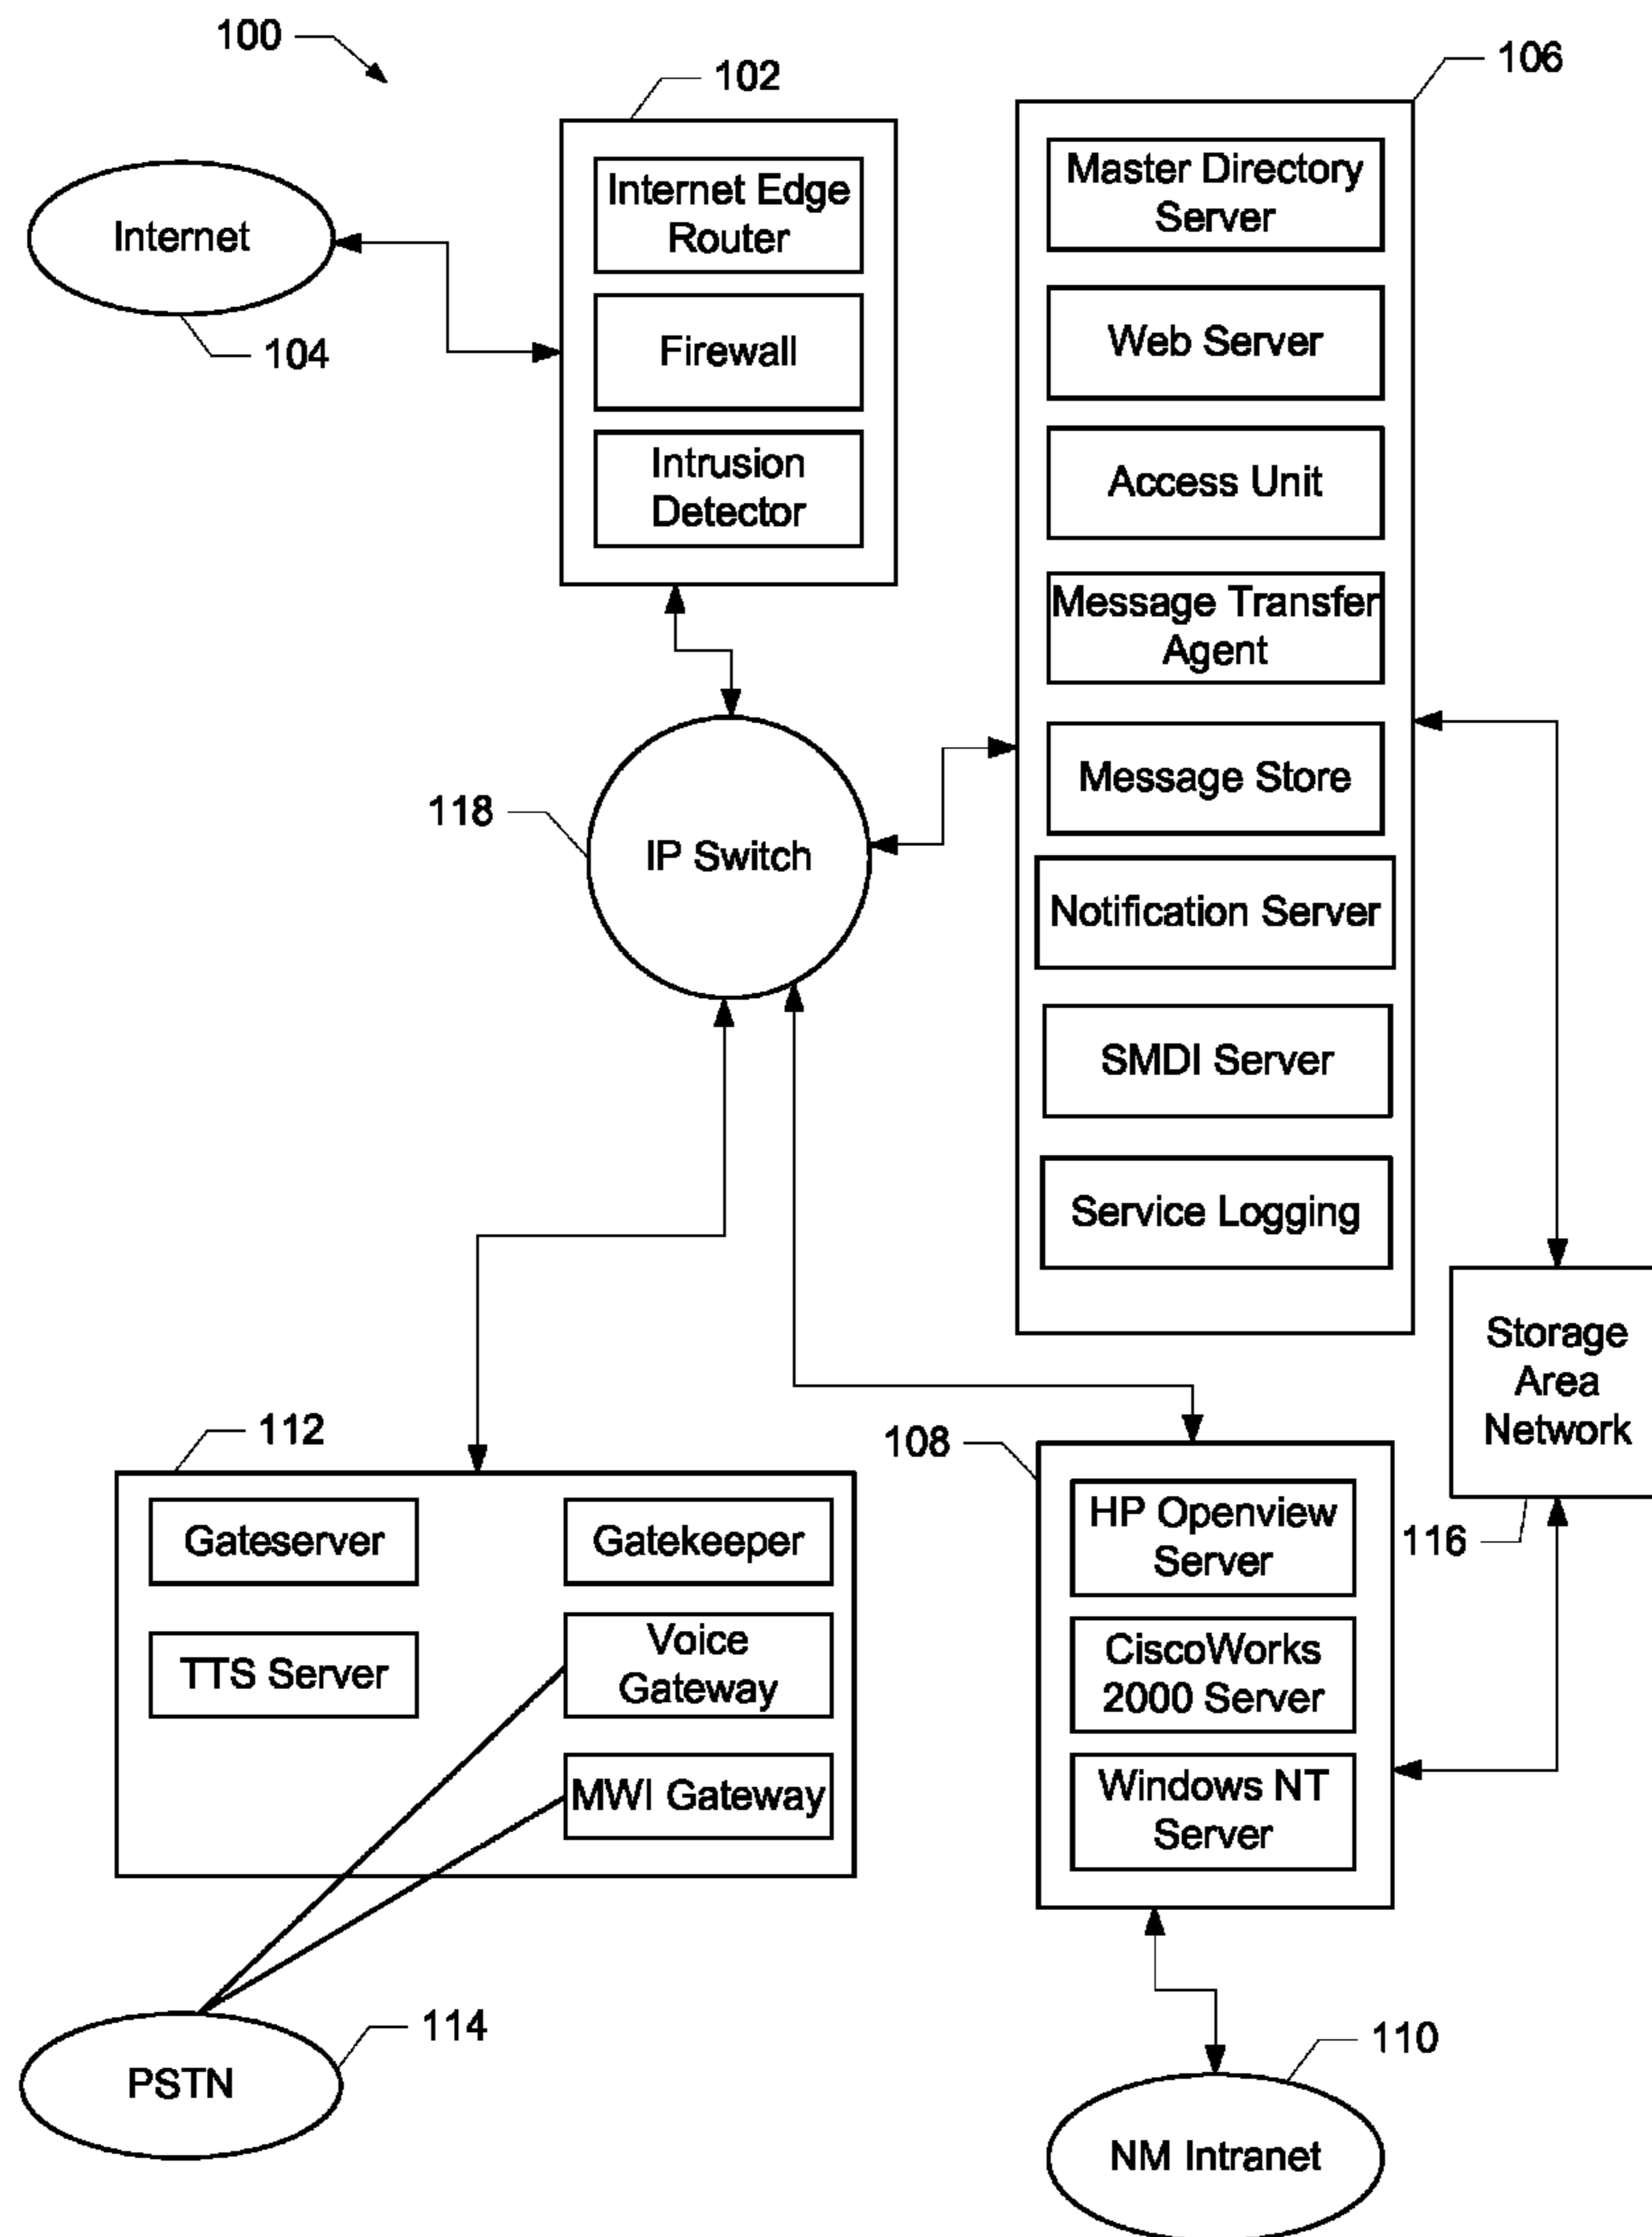 100
102
106
Internet
104
Internet Edge
Router
Firewall
Intrusion
Detector
Master Directory
Server
Web Server
Access Unit
Message Transfer
Agent
Message Store
Notification Server
SMDI Server
Service Logging
118
IP Switch
Storage
Area
Network
116
112
Gateserver
Gatekeeper
TTS Server
Voice
Gateway
MWI Gateway
108
HP Openview
Server
CiscoWorks
2000 Server
Windows NT
Server
114
PSTN
110
NM Intranet